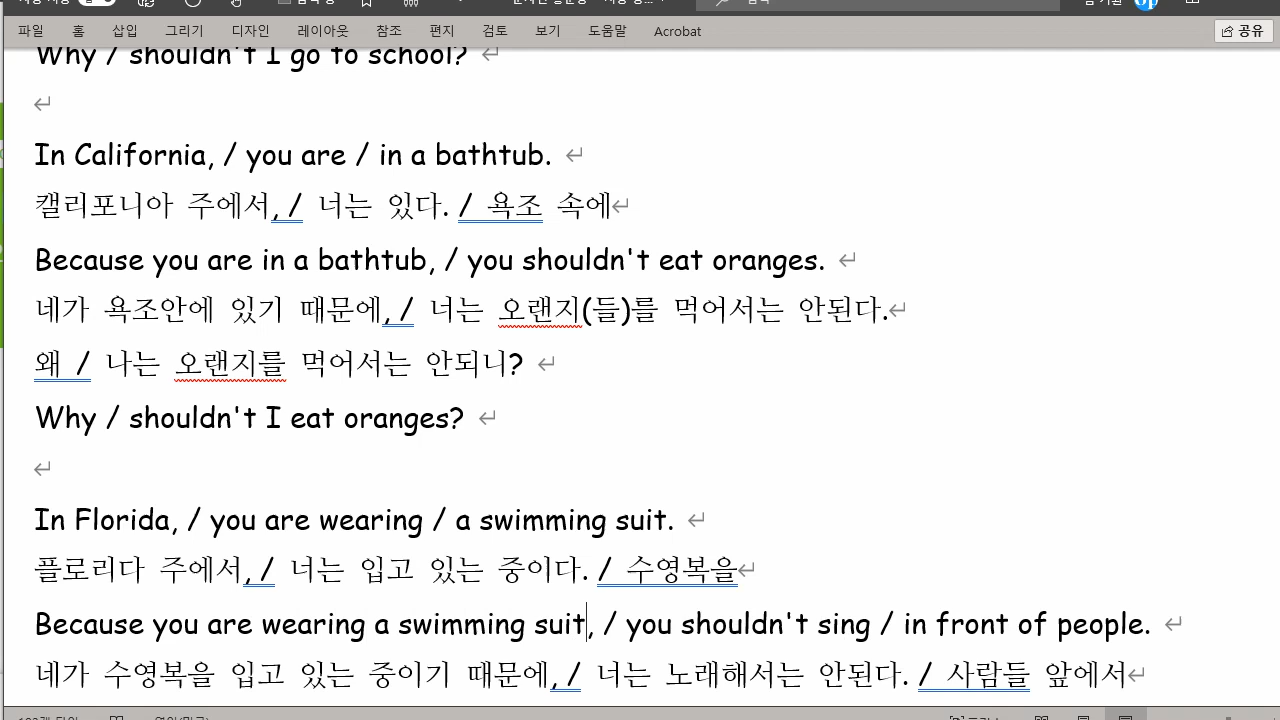 파일 홈 삽입 그리기 디자인 레이아웃 참조 편지 검토 보기 도움말 Acrobat 공유
Why / shouldn't I go to school?
In California, / you are / in a bathtub.
캘리포니아 주에서, / 너는 있다. / 욕조 속에
Because you are in a bathtub, / you shouldn't eat oranges.
네가 욕조안에 있기 때문에, / 너는 오랜지(들)를 먹어서는 안된다.
왜 / 나는 오랜지를 먹어서는 안되니?
Why / shouldn't I eat oranges?
In Florida, / you are wearing / a swimming suit.
플로리다 주에서, / 너는 입고 있는 중이다. / 수영복을
Because you are wearing a swimming suit, / you shouldn't sing / in front of people.
네가 수영복을 입고 있는 중이기 때문에, / 너는 노래해서는 안된다. / 사람들 앞에서